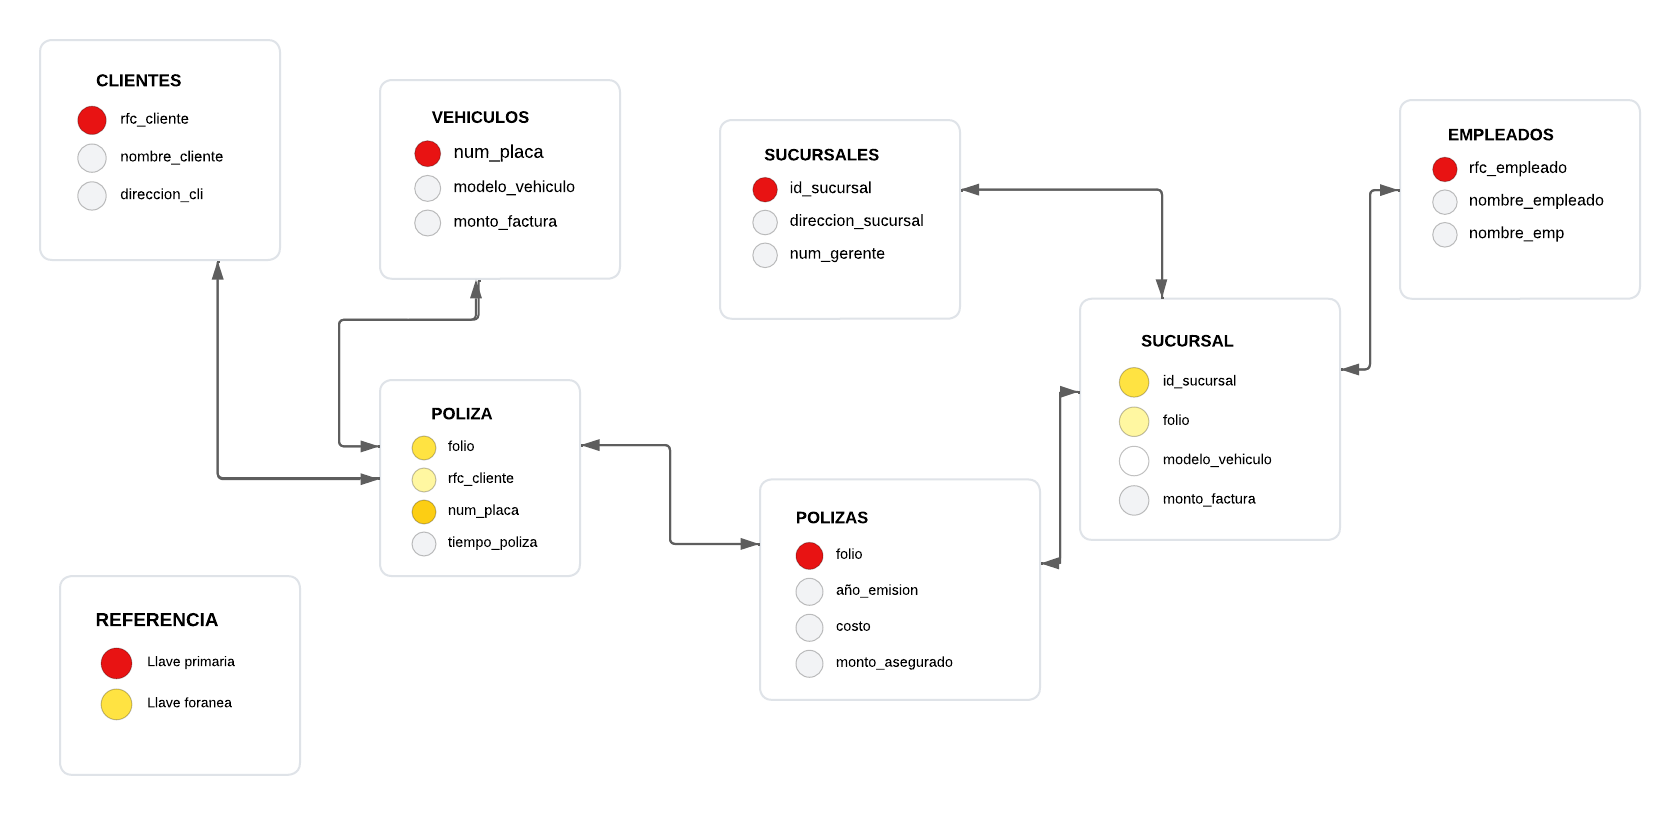 CLIENTES
rfc_cliente
nombre_cliente
direccion_cli
VEHICULOS
num_placa
modelo_vehiculo
monto_factura
SUCURSALES
id_sucursal
direccion_sucursal
num_gerente
EMPLEADOS
rfc_empleado
nombre_empleado
nombre_emp
SUCURSAL
id_sucursal
folio
modelo_vehiculo
monto_factura
POLIZA
folio
rfc_cliente
num_placa
tiempo_poliza
POLIZAS
folio
año_emision
costo
monto_asegurado
REFERENCIA
Llave primaria
Llave foranea